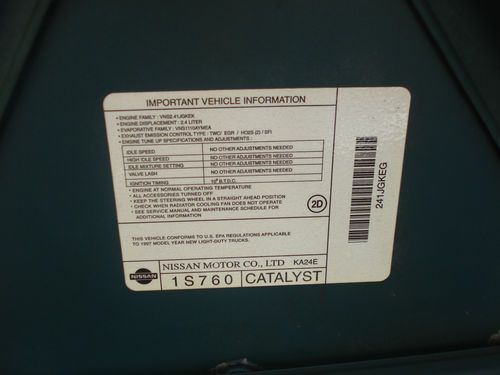 IMPORTANT VEHICLE INFORMATION
• ENGINE FAMILY : VNS2.41JGKEK
• ENGINE DISPLACEMENT : 2.4 LITER
• EVAPORATIVE FAMILY : VNS1110AYMEA
• EXHAUST EMISSION CONTROL TYPE : TWC/ EGR / HO2S (2) / SFI
• ENGINE TUNE UP SPECIFICATIONS AND ADJUSTMENTS :
IDLE SPEED NO OTHER ADJUSTMENTS NEEDED
HIGH IDLE SPEED NO OTHER ADJUSTMENTS NEEDED
IDLE MIXTURE SETTING NO OTHER ADJUSTMENTS NEEDED
VALVE LASH NO OTHER ADJUSTMENTS NEEDED
IGNITION TIMING 10° B.T.D.C.
• ENGINE AT NORMAL OPERATING TEMPERATURE
• ALL ACCESSORIES TURNED OFF
• KEEP THE STEERING WHEEL IN A STRAIGHT AHEAD POSITION
• CHECK WHEN RADIATOR COOLING FAN DOES NOT OPERATE
• SEE SERVICE MANUAL AND MAINTENANCE SCHEDULE FOR
ADDITIONAL INFORMATION
2D
THIS VEHICLE CONFORMS TO U.S. EPA REGULATIONS APPLICABLE
TO 1997 MODEL YEAR NEW LIGHT-DUTY TRUCKS.
NISSAN
NISSAN MOTOR CO., LTD KA24E
1S760 CATALYST
241JGKEG